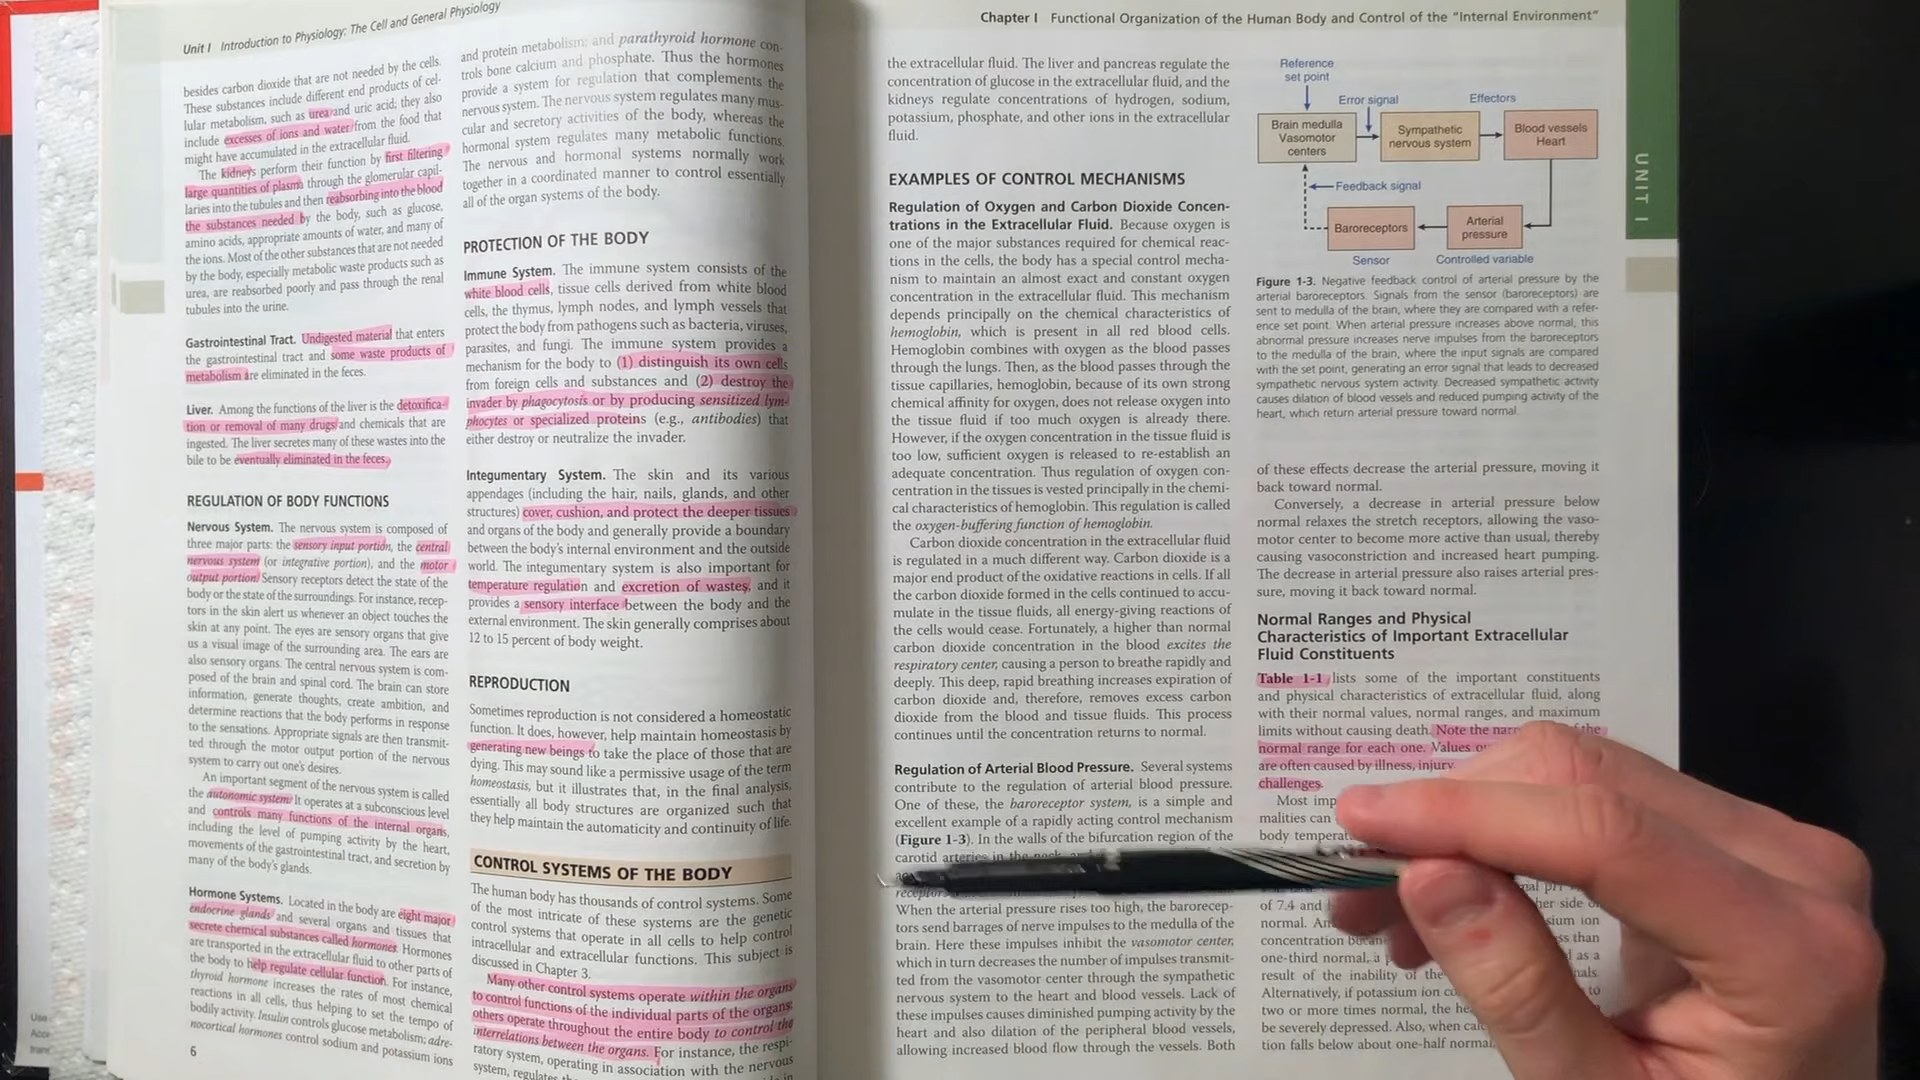 Unit I Introduction to Physiology: The Cell and General Physiology
besides carbon dioxide that are not needed by the cells.
These substances include different end products of cel-
lular metabolism, such as urea and uric acid; they also
include excesses of ions and water from the food that
might have accumulated in the extracellular fluid.
The kidneys perform their function by first filtering
large quantities of plasma through the glomerular capil-
laries into the tubules and then reabsorbing into the blood
the substances needed by the body, such as glucose,
amino acids, appropriate amounts of water, and many of
the ions. Most of the other substances that are not needed
by the body, especially metabolic waste products such as
urea, are reabsorbed poorly and pass through the renal
tubules into the urine.
Gastrointestinal Tract. Undigested material that enters
the gastrointestinal tract and some waste products of
metabolism are eliminated in the feces.
Liver. Among the functions of the liver is the detoxifica-
tion or removal of many drugs and chemicals that are
ingested. The liver secretes many of these wastes into the
bile to be eventually eliminated in the feces.
REGULATION OF BODY FUNCTIONS
Nervous System. The nervous system is composed of
three major parts: the sensory input portion, the central
nervous system (or integrative portion), and the motor
output portion. Sensory receptors detect the state of the
body or the state of the surroundings. For instance, recep-
tors in the skin alert us whenever an object touches the
skin at any point. The eyes are sensory organs that give
us a visual image of the surrounding area. The ears are
also sensory organs. The central nervous system is com-
posed of the brain and spinal cord. The brain can store
information, generate thoughts, create ambition, and
determine reactions that the body performs in response
to the sensations. Appropriate signals are then transmit-
ted through the motor output portion of the nervous
system to carry out one's desires.
An important segment of the nervous system is called
the autonomic system. It operates at a subconscious level
and controls many functions of the internal organs,
including the level of pumping activity by the heart,
movements of the gastrointestinal tract, and secretion by
many of the body's glands.
Hormone Systems. Located in the body are eight major
endocrine glands and several organs and tissues that
secrete chemical substances called hormones. Hormones
are transported in the extracellular fluid to other parts of
the body to help regulate cellular function. For instance,
thyroid hormone increases the rates of most chemical
reactions in all cells, thus helping to set the tempo of
bodily activity. Insulin controls glucose metabolism; adre-
nocortical hormones control sodium and potassium ions
6
and protein metabolism; and parathyroid hormone con-
trols bone calcium and phosphate. Thus the hormones
provide a system for regulation that complements the
nervous system. The nervous system regulates many mus-
cular and secretory activities of the body, whereas the
hormonal system regulates many metabolic functions.
The nervous and hormonal systems normally work
together in a coordinated manner to control essentially
all of the organ systems of the body.
PROTECTION OF THE BODY
Immune System. The immune system consists of the
white blood cells, tissue cells derived from white blood
cells, the thymus, lymph nodes, and lymph vessels that
protect the body from pathogens such as bacteria, viruses,
parasites, and fungi. The immune system provides a
mechanism for the body to (1) distinguish its own cells
from foreign cells and substances and (2) destroy the
invader by phagocytosis or by producing sensitized lym-
phocytes or specialized proteins (e.g., antibodies) that
either destroy or neutralize the invader.
Integumentary System. The skin and its various
appendages (including the hair, nails, glands, and other
structures) cover, cushion, and protect the deeper tissues
and organs of the body and generally provide a boundary
between the body's internal environment and the outside
world. The integumentary system is also important for
temperature regulation and excretion of wastes, and it
provides a sensory interface between the body and the
external environment. The skin generally comprises about
12 to 15 percent of body weight.
REPRODUCTION
Sometimes reproduction is not considered a homeostatic
function. It does, however, help maintain homeostasis by
generating new beings to take the place of those that are
dying. This may sound like a permissive usage of the term
homeostasis, but it illustrates that, in the final analysis,
essentially all body structures are organized such that
they help maintain the automaticity and continuity of life.
CONTROL SYSTEMS OF THE BODY
The human body has thousands of control systems. Some
of the most intricate of these systems are the genetic
control systems that operate in all cells to help control
intracellular and extracellular functions. This subject is
discussed in Chapter 3.
Many other control systems operate within the organs
to control functions of the individual parts of the organs;
others operate throughout the entire body to control the
interrelations between the organs. For instance, the respi-
ratory system, operating in association with the nervous
system, regulates
Chapter I Functional Organization of the Human Body and Control of the "Internal Environment"
the extracellular fluid. The liver and pancreas regulate the
concentration of glucose in the extracellular fluid, and the
kidneys regulate concentrations of hydrogen, sodium,
potassium, phosphate, and other ions in the extracellular
fluid.
EXAMPLES OF CONTROL MECHANISMS
Regulation of Oxygen and Carbon Dioxide Concen-
trations in the Extracellular Fluid. Because oxygen is
one of the major substances required for chemical reac-
tions in the cells, the body has a special control mecha-
nism to maintain an almost exact and constant oxygen
concentration in the extracellular fluid. This mechanism
depends principally on the chemical characteristics of
hemoglobin, which is present in all red blood cells.
Hemoglobin combines with oxygen as the blood passes
through the lungs. Then, as the blood passes through the
tissue capillaries, hemoglobin, because of its own strong
chemical affinity for oxygen, does not release oxygen into
the tissue fluid if too much oxygen is already there.
However, if the oxygen concentration in the tissue fluid is
too low, sufficient oxygen is released to re-establish an
adequate concentration. Thus regulation of oxygen con-
centration in the tissues is vested principally in the chemi-
cal characteristics of hemoglobin. This regulation is called
the oxygen-buffering function of hemoglobin.
Carbon dioxide concentration in the extracellular fluid
is regulated in a much different way. Carbon dioxide is a
major end product of the oxidative reactions in cells. If all
the carbon dioxide formed in the cells continued to accu-
mulate in the tissue fluids, all energy-giving reactions of
the cells would cease. Fortunately, a higher than normal
carbon dioxide concentration in the blood excites the
respiratory center, causing a person to breathe rapidly and
deeply. This deep, rapid breathing increases expiration of
carbon dioxide and, therefore, removes excess carbon
dioxide from the blood and tissue fluids. This process
continues until the concentration returns to normal.
Regulation of Arterial Blood Pressure. Several systems
contribute to the regulation of arterial blood pressure.
One of these, the baroreceptor system, is a simple and
excellent example of a rapidly acting control mechanism
(Figure 1-3). In the walls of the bifurcation region of the
carotid arteries in the neck
receptors
When the arterial pressure rises too high, the barorecep-
tors send barrages of nerve impulses to the medulla of the
brain. Here these impulses inhibit the vasomotor center,
which in turn decreases the number of impulses transmit-
ted from the vasomotor center through the sympathetic
nervous system to the heart and blood vessels. Lack of
these impulses causes diminished pumping activity by the
heart and also dilation of the peripheral blood vessels,
allowing increased blood flow through the vessels. Both
Reference
set point
Error signal
Effectors
Brain medulla
Vasomotor
centers
Sympathetic
nervous system
Blood vessels
Heart
Feedback signal
Baroreceptors
Arterial
pressure
Sensor
Controlled variable
Figure 1-3. Negative feedback control of arterial pressure by the
arterial baroreceptors. Signals from the sensor (baroreceptors) are
sent to medulla of the brain, where they are compared with a refer-
ence set point. When arterial pressure increases above normal, this
abnormal pressure increases nerve impulses from the baroreceptors
to the medulla of the brain, where the input signals are compared
with the set point, generating an error signal that leads to decreased
sympathetic nervous system activity. Decreased sympathetic activity
causes dilation of blood vessels and reduced pumping activity of the
heart, which return arterial pressure toward normal.
of these effects decrease the arterial pressure, moving it
back toward normal.
Conversely, a decrease in arterial pressure below
normal relaxes the stretch receptors, allowing the vaso-
motor center to become more active than usual, thereby
causing vasoconstriction and increased heart pumping.
The decrease in arterial pressure also raises arterial pres-
sure, moving it back toward normal.
Normal Ranges and Physical
Characteristics of Important Extracellular
Fluid Constituents
Table 1-1 lists some of the important constituents
and physical characteristics of extracellular fluid, along
with their normal values, normal ranges, and maximum
limits without causing death. Note the of the
normal range for each one. Values
are often caused by illness, injury
challenges.
Most
malities can
body
of 7.4 and her side
normal. sium ion
concentration ss than
one-third normal, as a
result of the inability of the
Alternatively, if potassium ion to
two or more times normal, the
be severely depressed. Also, when
tion falls below about one-half normal,
UNIT I